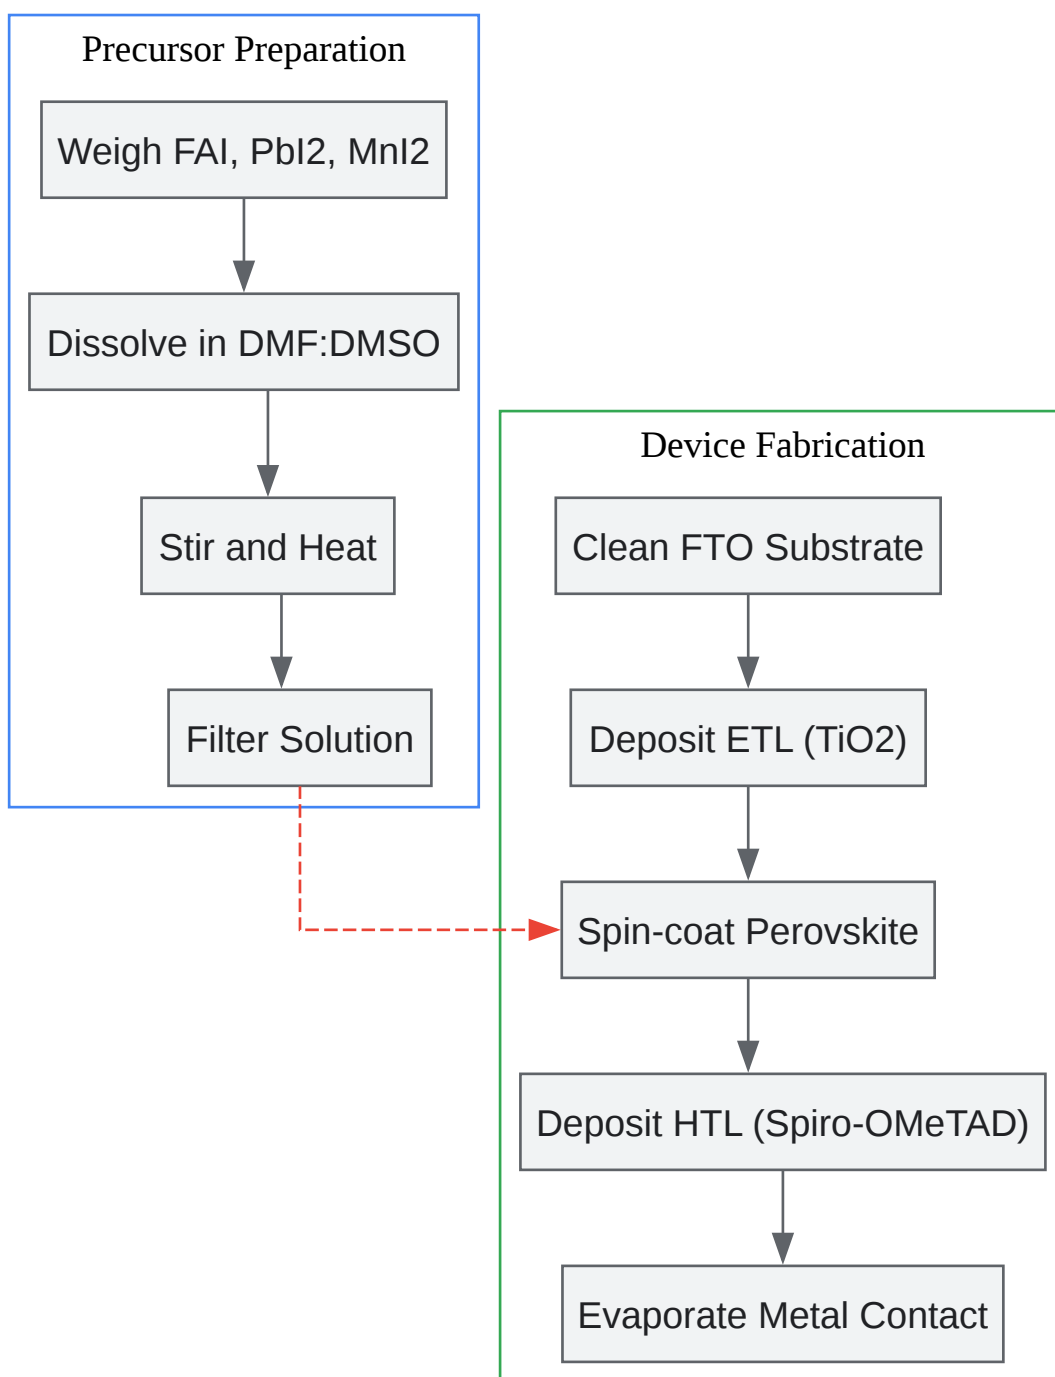 Precursor Preparation
Weigh FAI, PbI2, MnI2
Dissolve in DMF:DMSO
Stir and Heat
Filter Solution
Device Fabrication
Clean FTO Substrate
Deposit ETL (TiO2)
Spin-coat Perovskite
Deposit HTL (Spiro-OMeTAD)
Evaporate Metal Contact